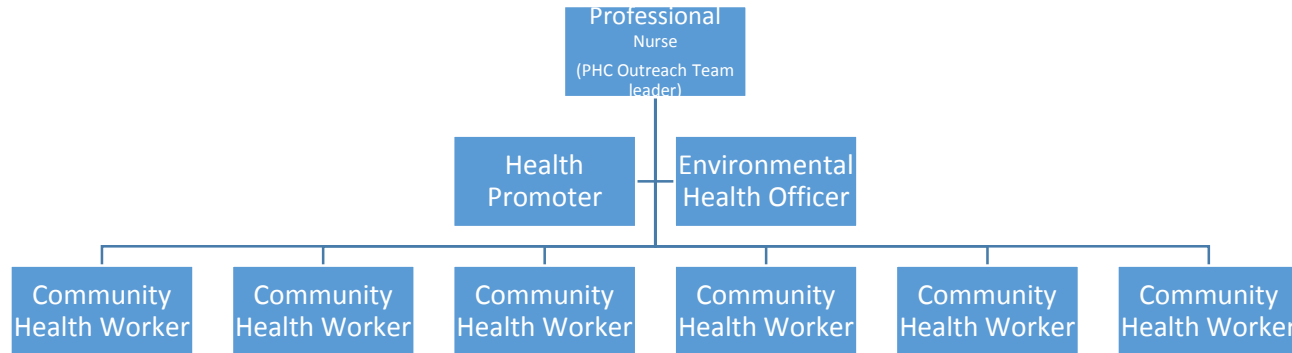 Professional
Nurse
(PHC Outreach Team
leader)
Health
Promoter
Environmental
Health Officer
Community
Health Worker
Community
Health Worker
Community
Health Worker
Community
Health Worker
Community
Health Worker
Community
Health Worker